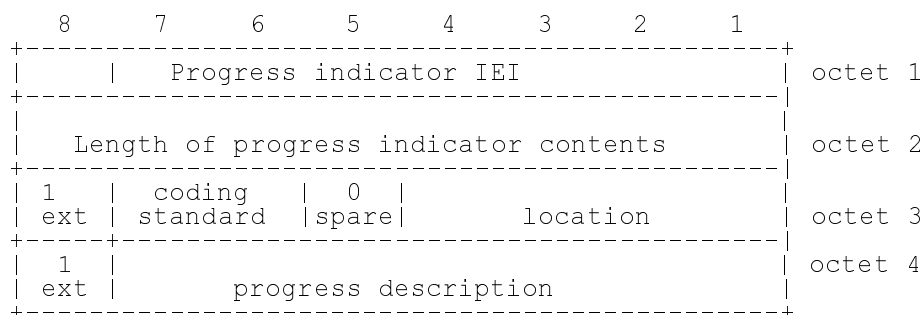 8 7 6 5 4 3 2 1
Progress indicator IEI octet 1
Length of progress indicator contents octet 2
1 coding 0
ext standard spare location octet 3
1 octet 4
ext progress description